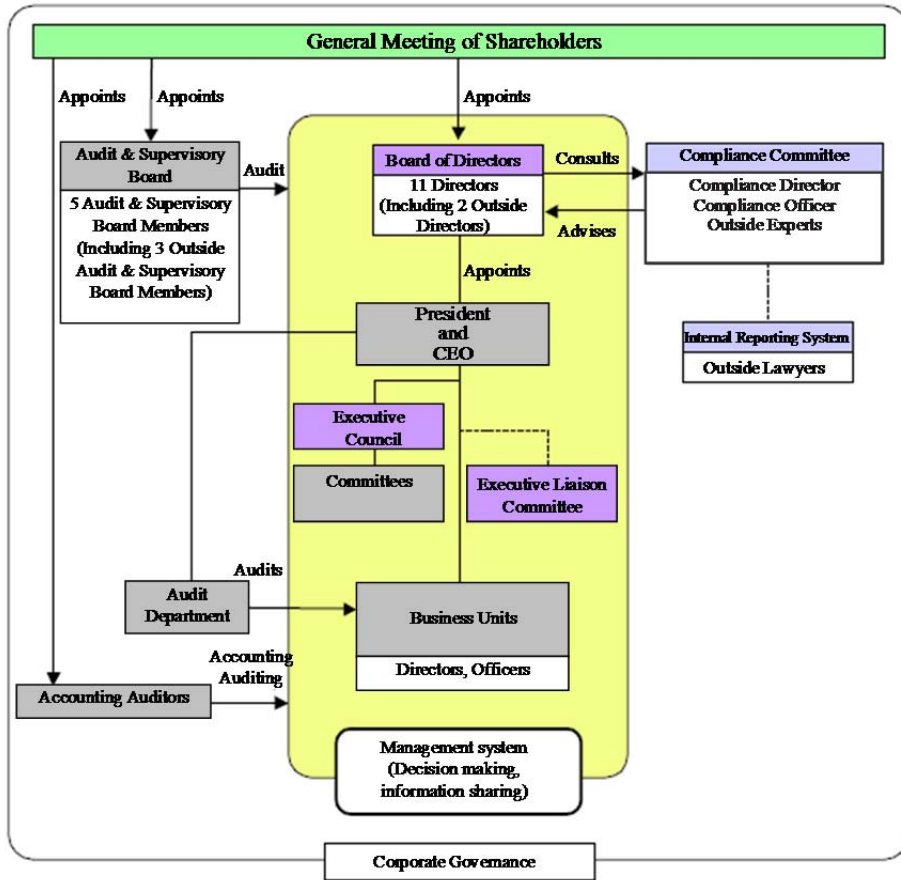 General Meeting of Shareholders
Appoints
Appoints
Appoints
Audit & Supervisory
Board
5 Audit & Supervisory
Board Members
(Including 3 Outside
Audit & Supervisory
Board Members)
Audit
Board of Directors
11 Directors
(Including 2 Outside
Directors)
Consults
Advises
Compliance Committee
Compliance Director
Compliance Officer
Outside Experts
Appoints
President
and
CEO
Internal Reporting System
Outside Lawyers
Executive
Council
Committees
Executive Liaison
Committee
Audit
Department
Audits
Business Units
Directors, Officers
Accounting Auditors
Accounting
Auditing
Management system
(Decision making,
information sharing)
Corporate Governance